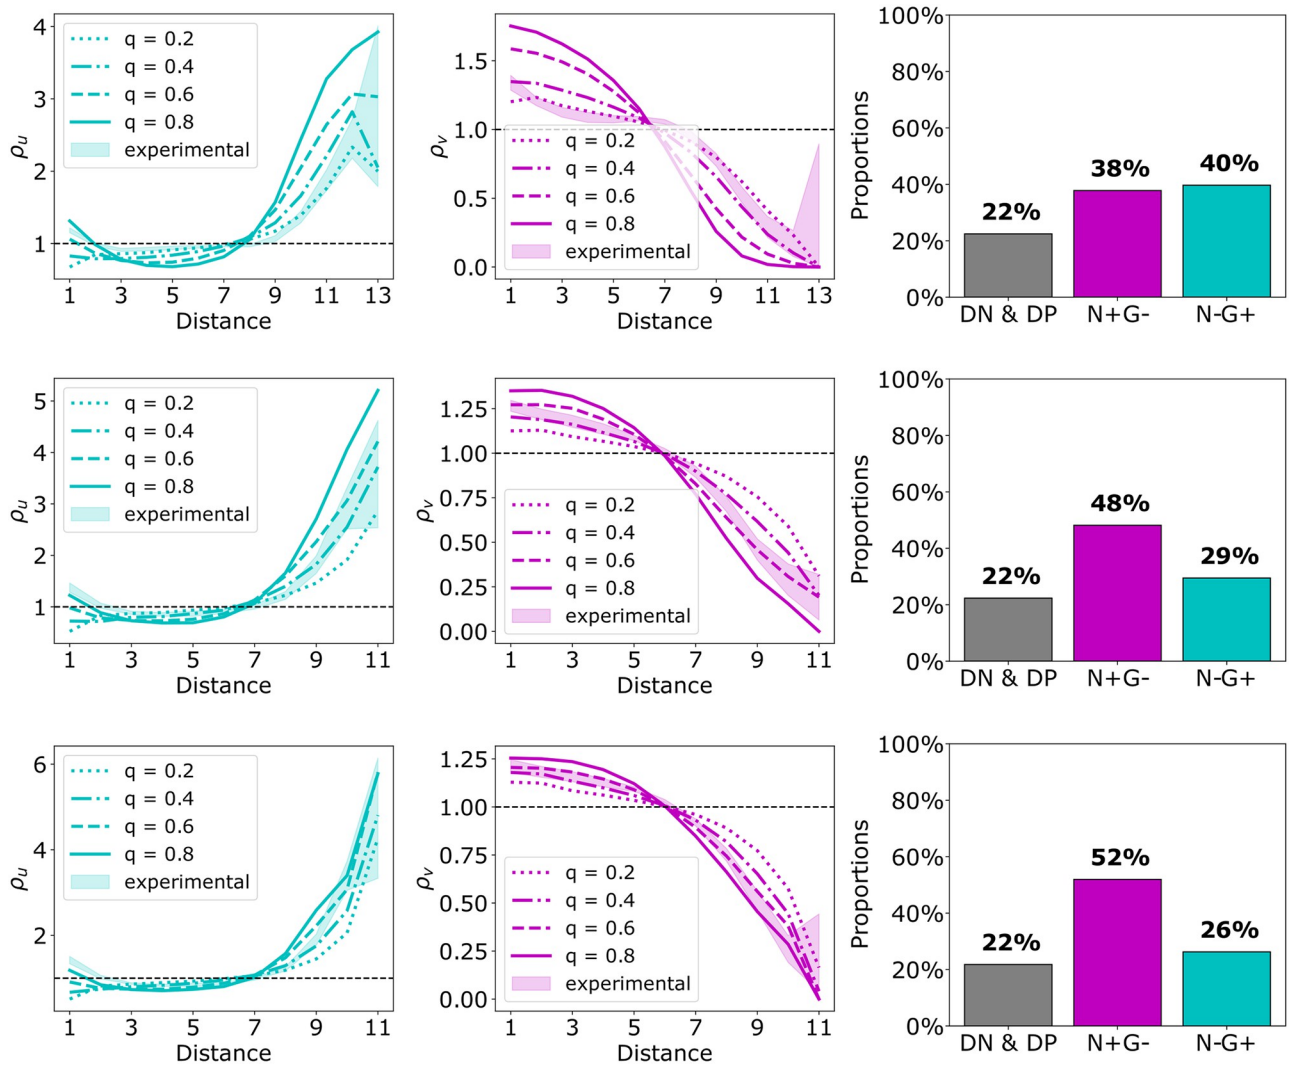 4
3
2
1
ρu
q = 0.2
q = 0.4
q = 0.6
q = 0.8
experimental
1 3 5 7 9 11 13
Distance
1.5
1.0
0.5
0.0
ρv
q = 0.2
q = 0.4
q = 0.6
q = 0.8
experimental
1 3 5 7 9 11 13
Distance
100%
80%
60%
40%
20%
0%
Proportions
22%
38%
40%
DN & DP N+G- N-G+
5
4
3
2
1
ρu
q = 0.2
q = 0.4
q = 0.6
q = 0.8
experimental
1 3 5 7 9 11
Distance
1.25
1.00
0.75
0.50
0.25
0.00
ρv
q = 0.2
q = 0.4
q = 0.6
q = 0.8
experimental
1 3 5 7 9 11
Distance
100%
80%
60%
40%
20%
0%
Proportions
22%
48%
29%
DN & DP N+G- N-G+
6
4
2
ρu
q = 0.2
q = 0.4
q = 0.6
q = 0.8
experimental
1 3 5 7 9 11
Distance
1.25
1.00
0.75
0.50
0.25
0.00
ρv
q = 0.2
q = 0.4
q = 0.6
q = 0.8
experimental
1 3 5 7 9 11
Distance
100%
80%
60%
40%
20%
0%
Proportions
22%
52%
26%
DN & DP N+G- N-G+